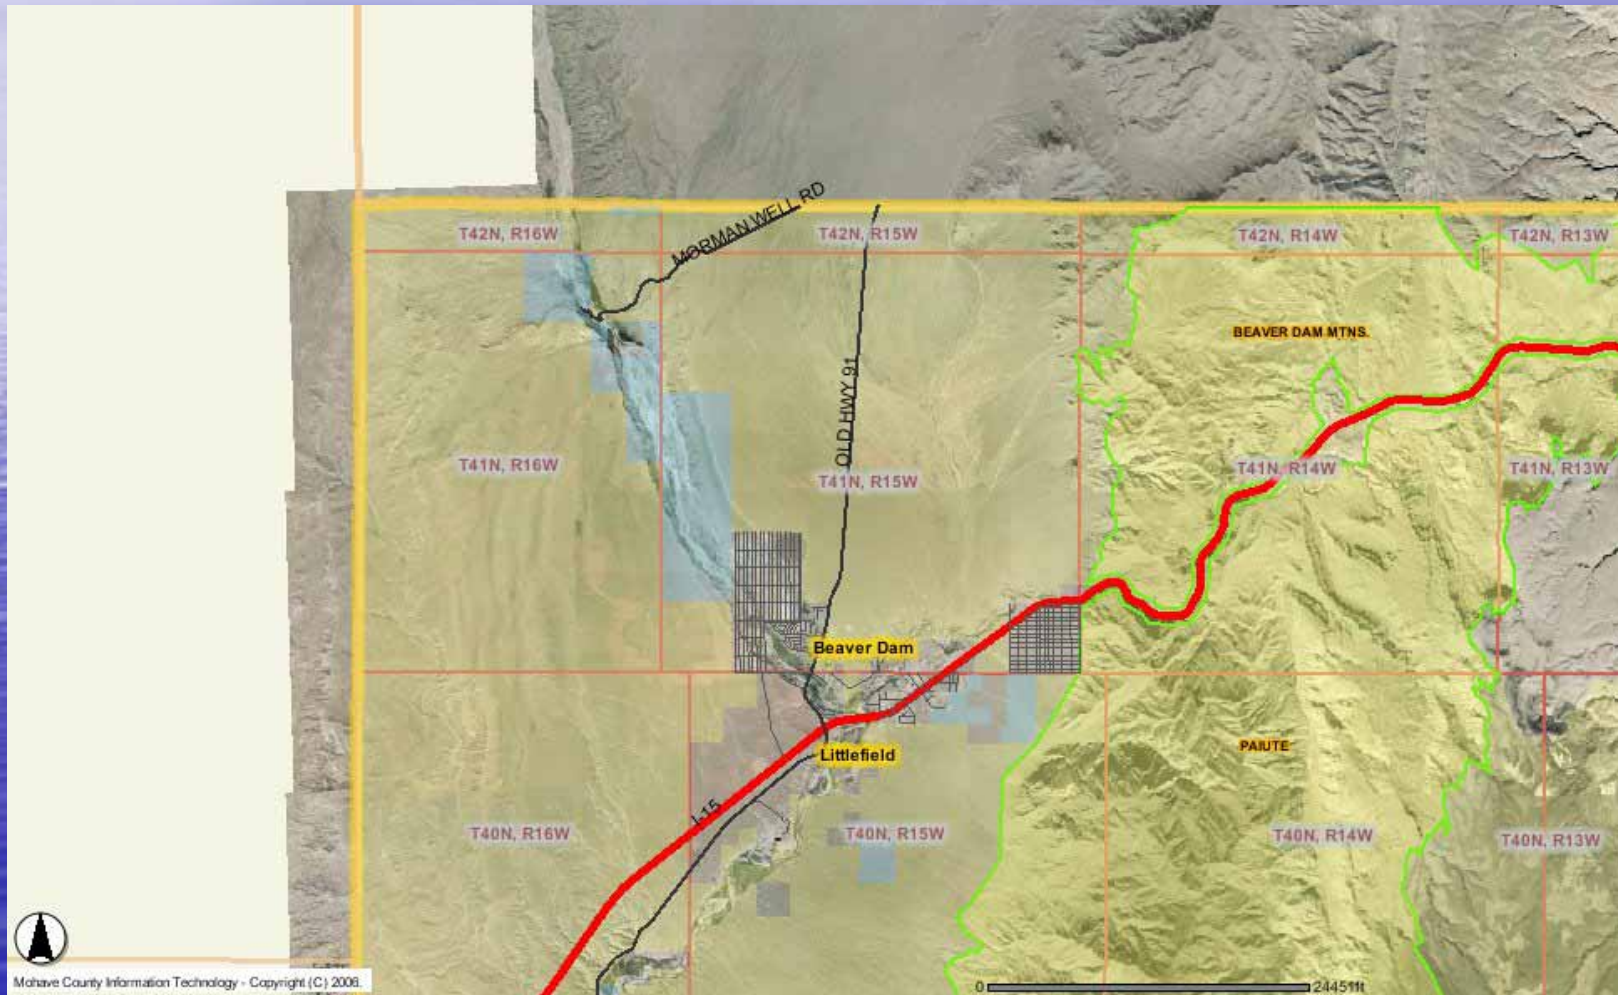 MORMAN WELL RD
T42N, R16W
T42N, R15W
T42N, R14W
T42N, R13W
BEAVER DAM MTNS.
OLD HWY 91
T41N, R16W
T41N, R15W
T41N, R14W
T41N, R13W
Beaver Dam
PAIUTE
Littlefield
I-15
T40N, R16W
T40N, R15W
T40N, R14W
T40N, R13W
Mohave County Information Technology - Copyright (C) 2006.
0
24451ft